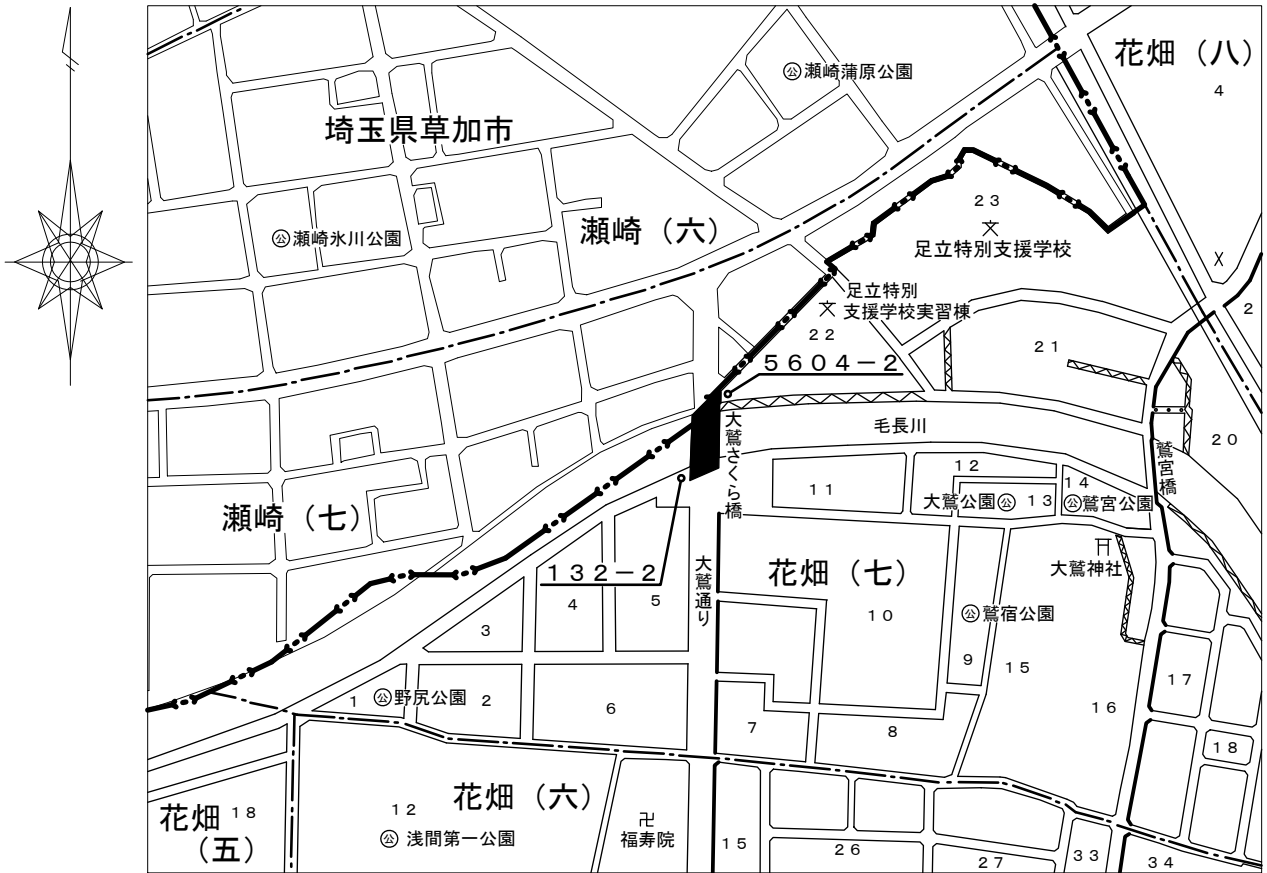 花畑（八）
4
㊕瀬崎蒲原公園
埼玉県草加市
瀬崎（六）
公瀬崎氷川公園
23
文
足立特別支援学校
足立特別
文 支援学校実習棟
22
2
X
21
5604-2
毛長川
大鷲さくら橋
鷲宮橋
20
12
11
14
大鷲公園公 13
公鷲宮公園
瀬崎（七）
大鷲神社
花畑（七）
132-2
大鷲通り
4
5
3
10
公鷲宿公園
9
15
17
16
1
公野尻公園
2
6
7
8
18
花畑
（五）
18
12
花畑（六）
公 浅間第一公園
卍
福寿院
15
26
27
33
34